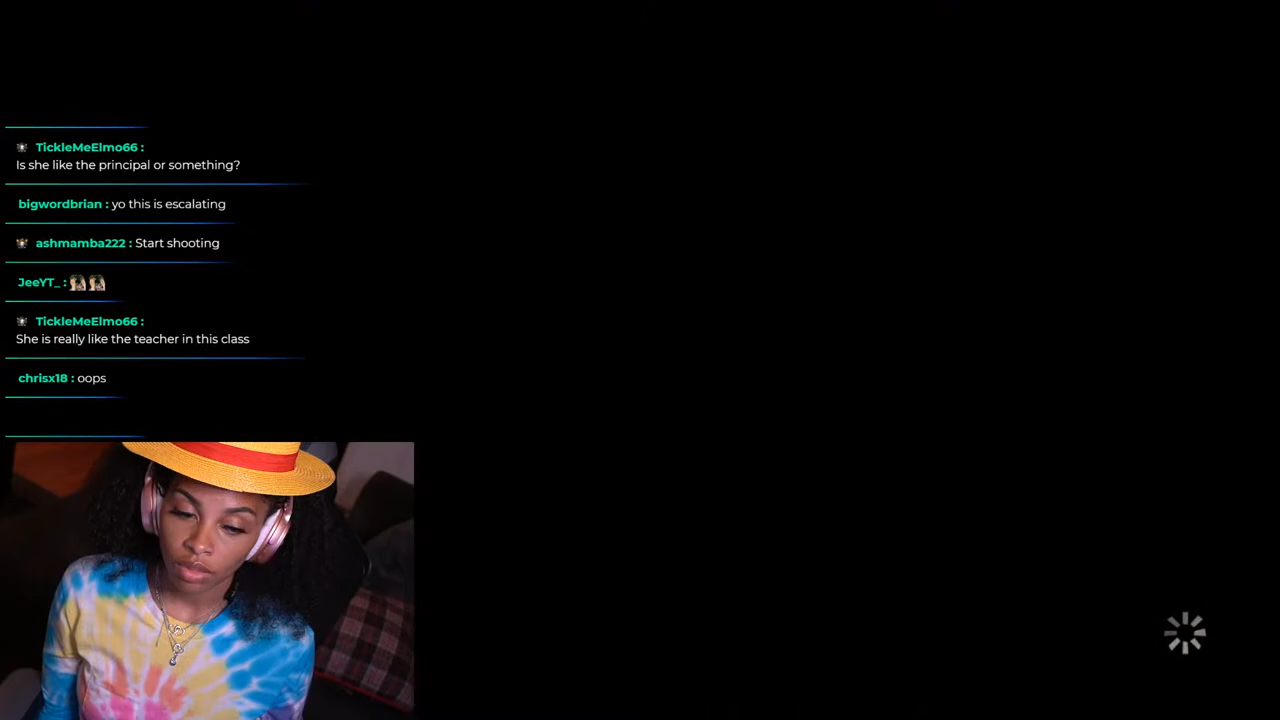 TickleMeElmo66 :
Is she like the principal or something?
bigwordbrian : yo this is escalating
ashmamba222 : Start shooting
JeeYT_ :
TickleMeElmo66 :
She is really like the teacher in this class
chrisx18 : oops